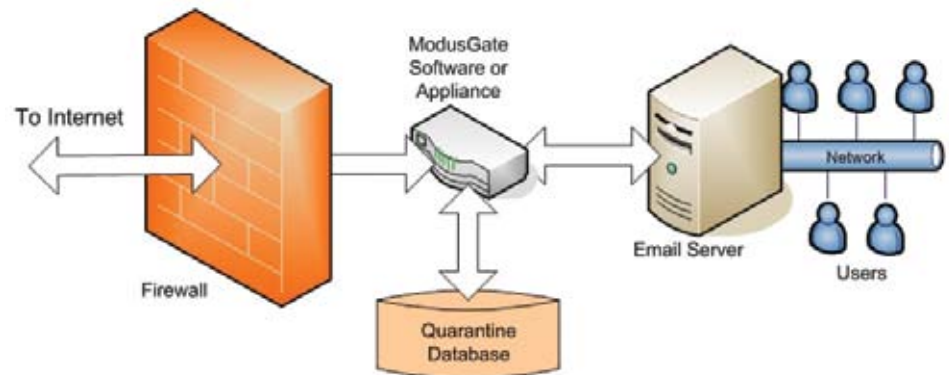 To Internet
Firewall
ModusGate
Software or
Appliance
Quarantine
Database
Email Server
Network
Users